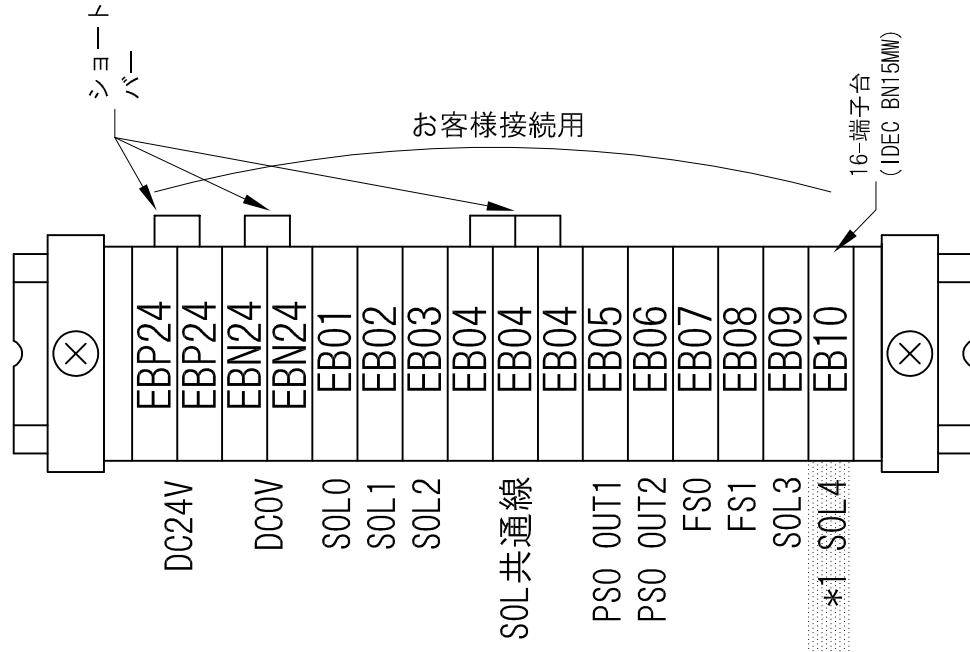 ショート
バー
お客様接続用
16-端子台
(IDEC BN15MW)
EBP24
EBP24
EBN24
EBN24
EB01
EB02
EB03
EB04
EB04
EB04
EB05
EB06
EB07
EB08
EB09
EB10
DC24V
DC0V
SOL0
SOL1
SOL2
SOL共通線
PSO OUT1
PSO OUT2
FS0
FS1
SOL3
*1 SOL4